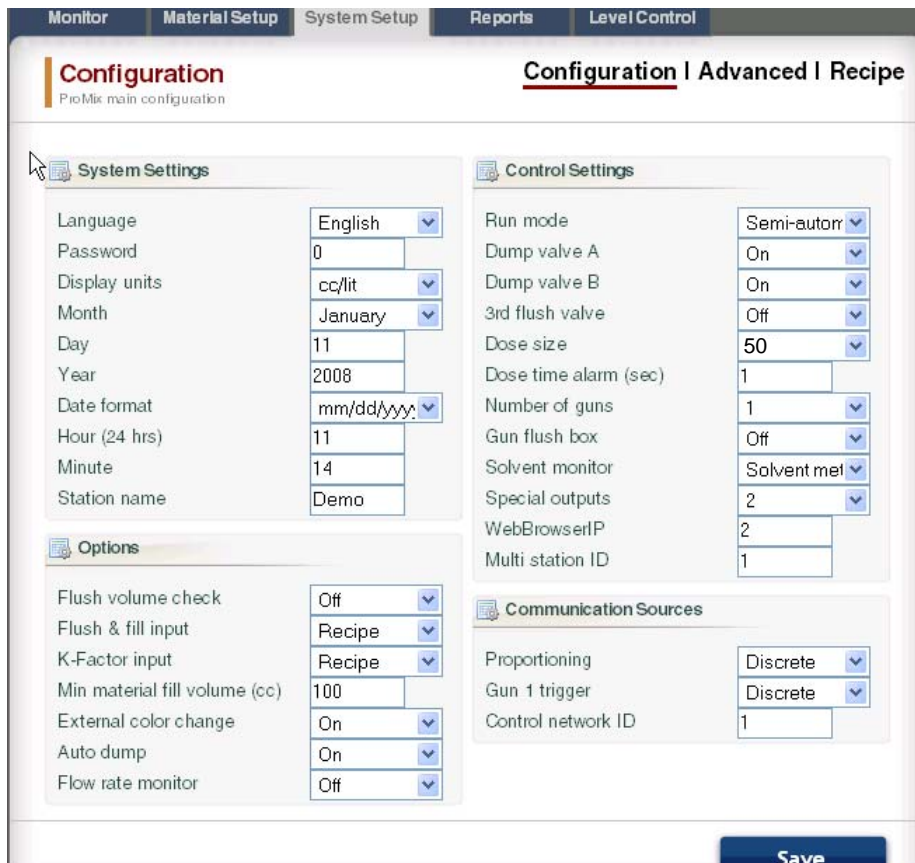 Monitor Material Setup System Setup Reports Level Control
Configuration
ProMix main configuration
Configuration | Advanced | Recipe
System Settings
Language English
Password 0
Display units cc/lit
Month January
Day 11
Year 2008
Date format mm/dd/yyyy
Hour (24 hrs) 11
Minute 14
Station name Demo
Options
Flush volume check Off
Flush & fill input Recipe
K-Factor input Recipe
Min material fill volume (cc) 100
External color change On
Auto dump On
Flow rate monitor Off
Control Settings
Run mode Semi-autom
Dump valve A On
Dump valve B On
3rd flush valve Off
Dose size 50
Dose time alarm (sec) 1
Number of guns 1
Gun flush box Off
Solvent monitor Solvent met
Special outputs 2
WebBrowserIP 2
Multi station ID 1
Communication Sources
Proportioning Discrete
Gun 1 trigger Discrete
Control network ID 1
Save